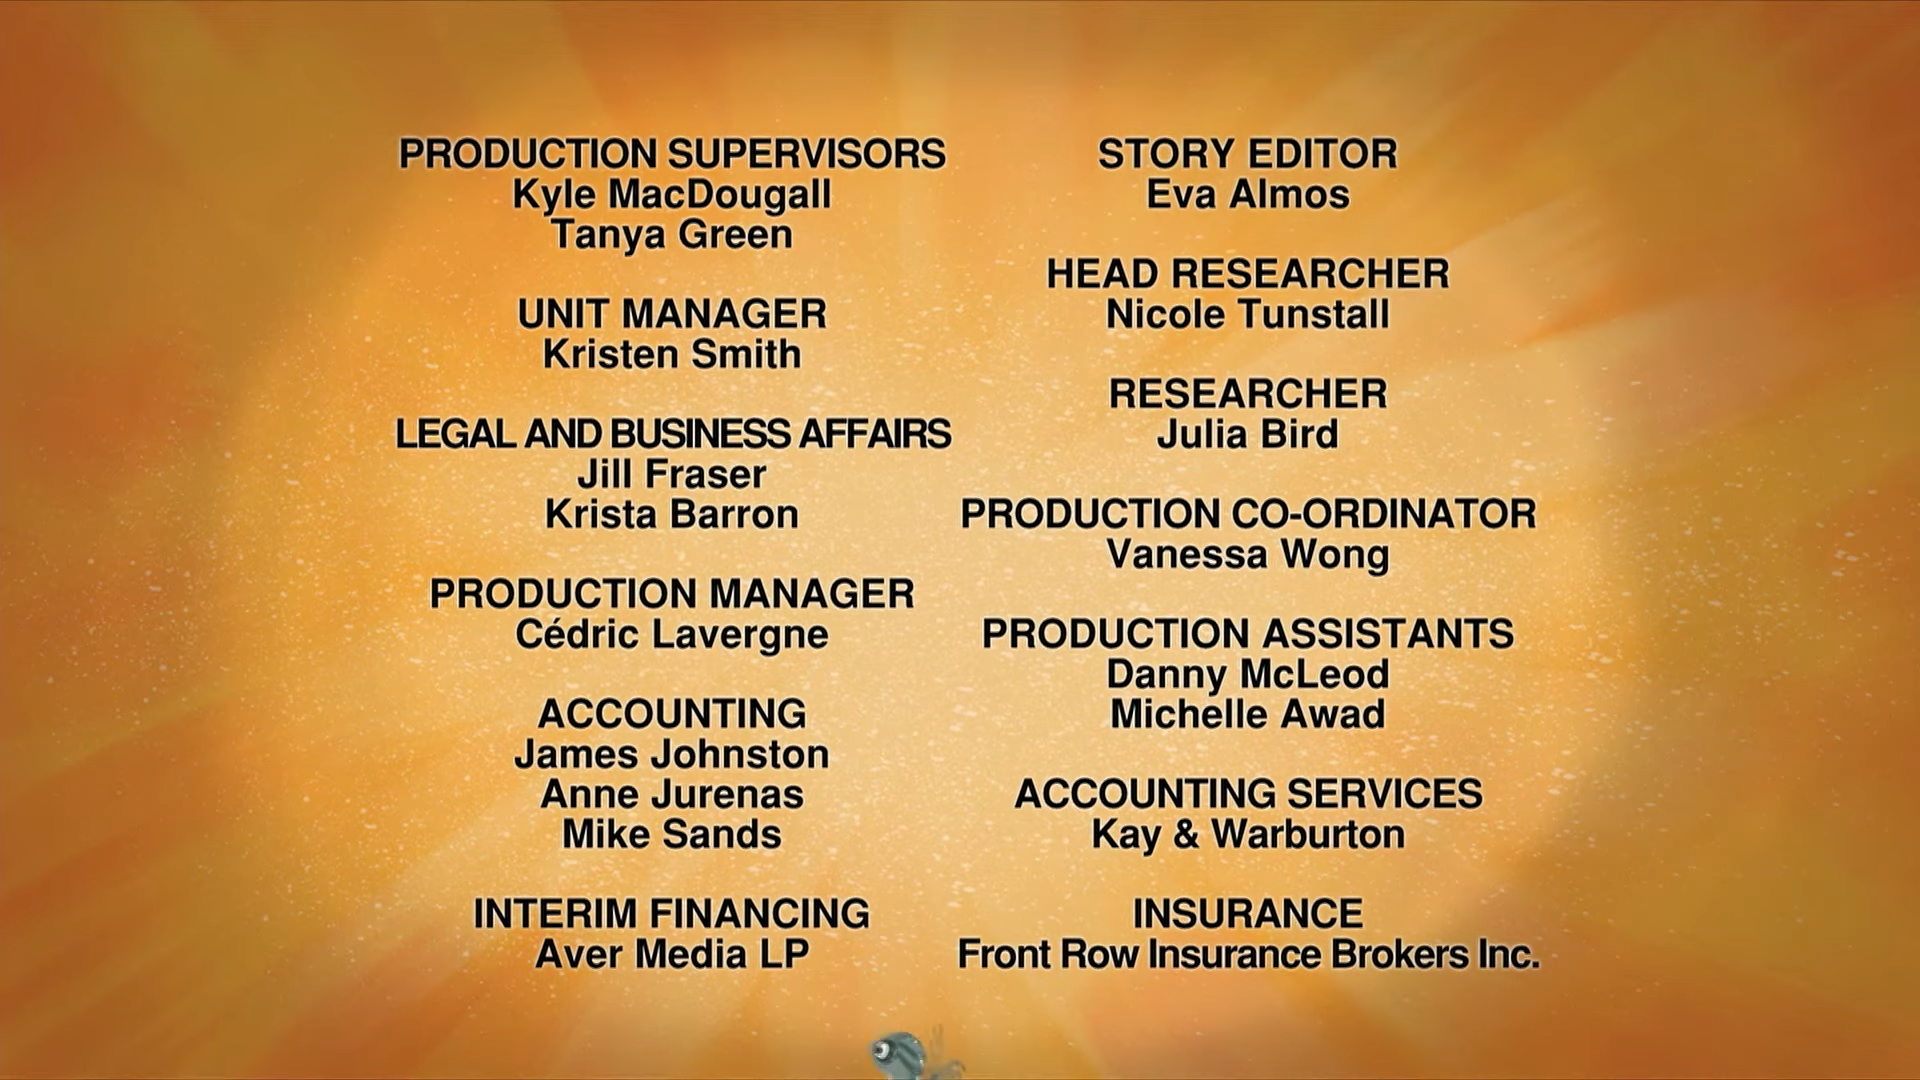 PRODUCTION SUPERVISORS
Kyle MacDougall
Tanya Green
UNIT MANAGER
Kristen Smith
LEGAL AND BUSINESS AFFAIRS
Jill Fraser
Krista Barron
PRODUCTION MANAGER
Cédric Lavergne
ACCOUNTING
James Johnston
Anne Jurenas
Mike Sands
INTERIM FINANCING
Aver Media LP
STORY EDITOR
Eva Almos
HEAD RESEARCHER
Nicole Tunstall
RESEARCHER
Julia Bird
PRODUCTION CO-ORDINATOR
Vanessa Wong
PRODUCTION ASSISTANTS
Danny McLeod
Michelle Awad
ACCOUNTING SERVICES
Kay & Warburton
INSURANCE
Front Row Insurance Brokers Inc.